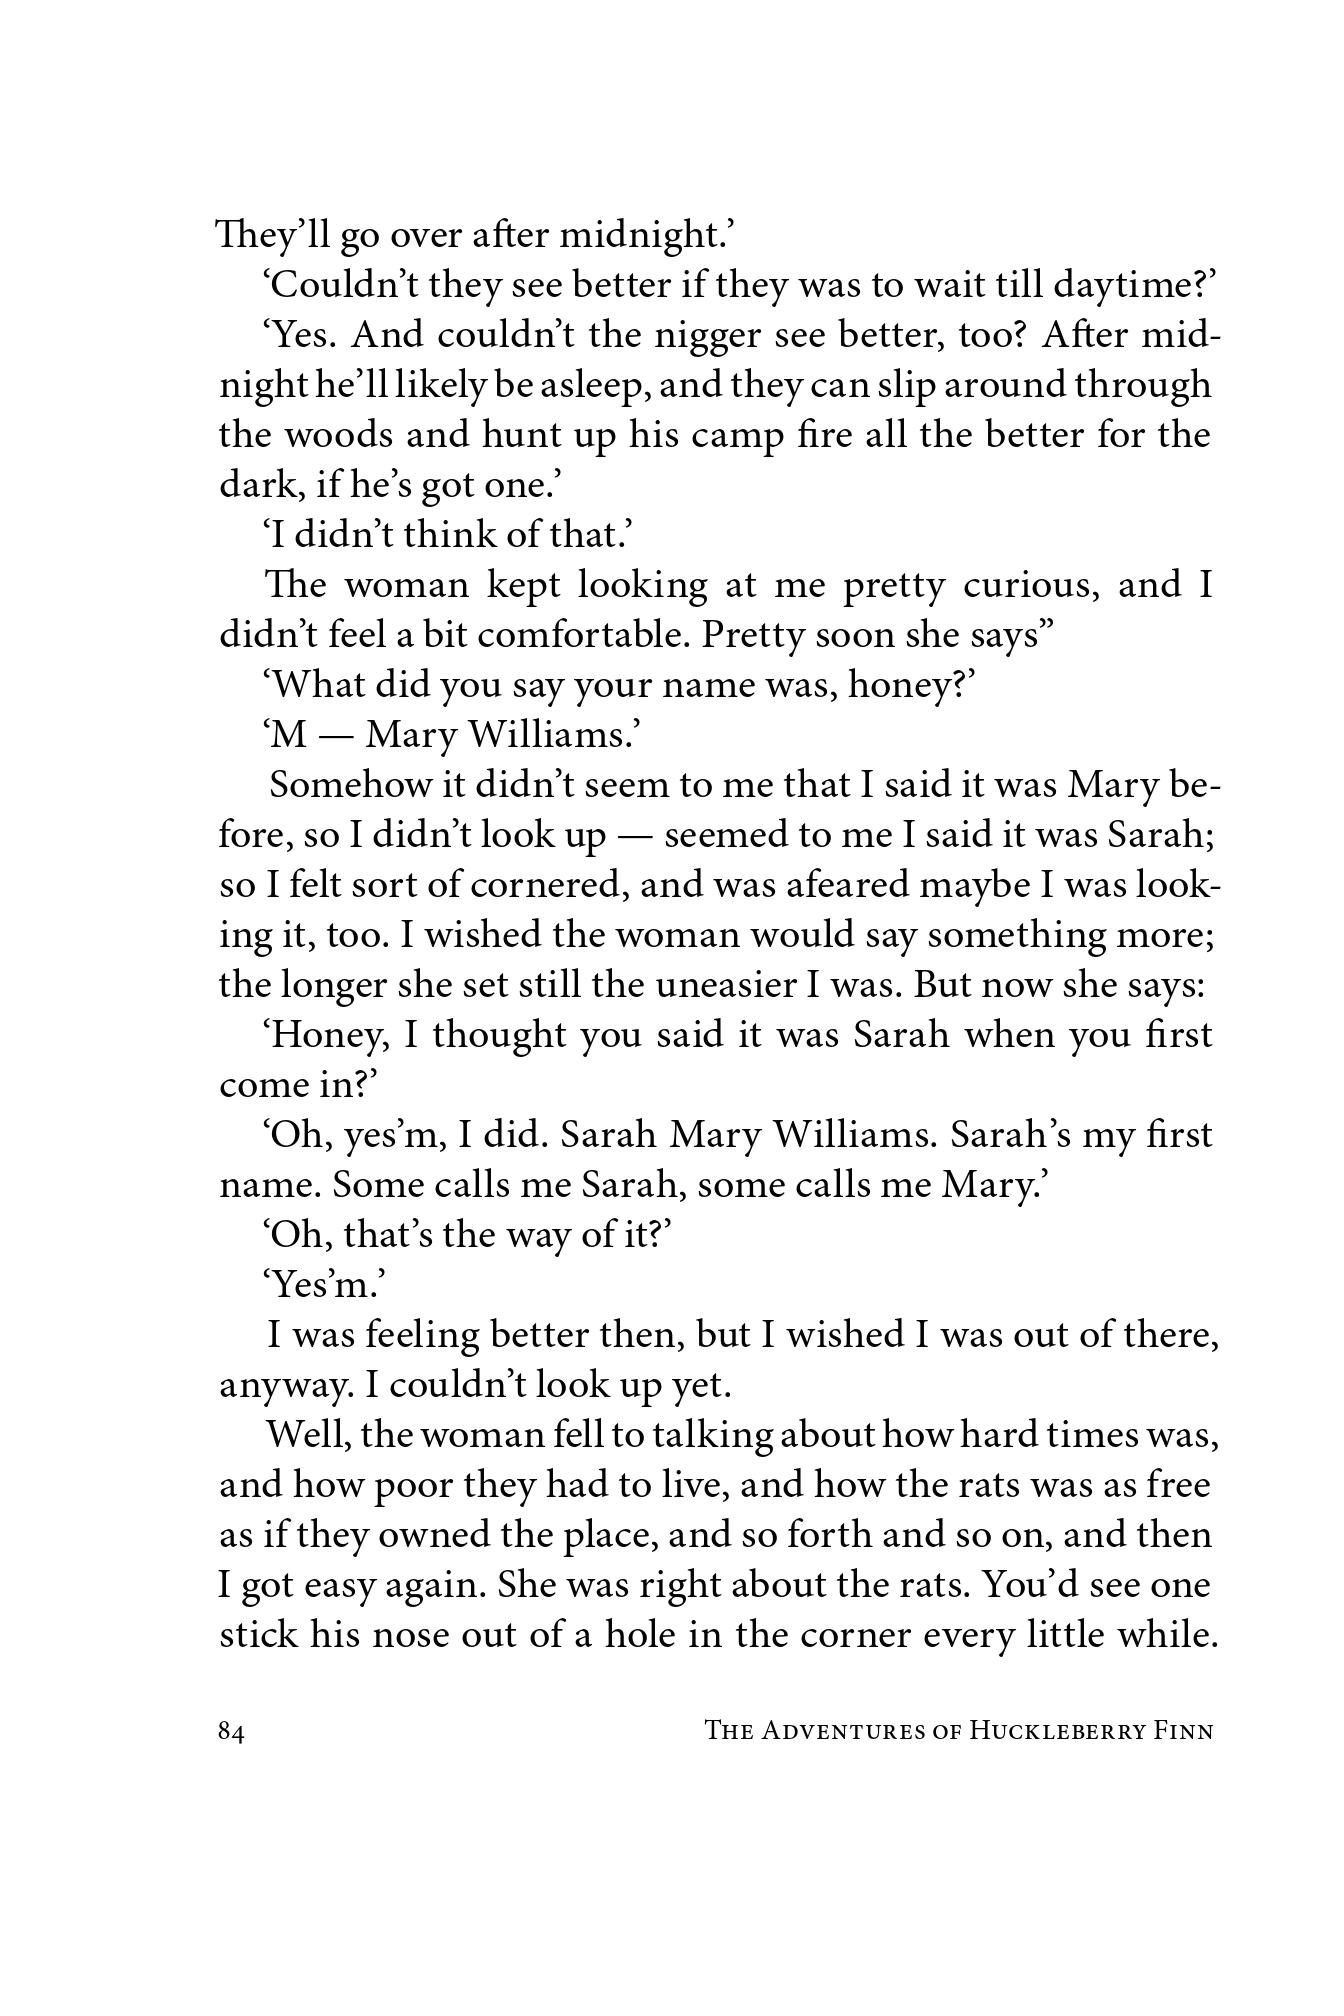 They’ll go over after midnight.’
‘Couldn’t they see better if they was to wait till daytime?’
‘Yes. And couldn’t the nigger see better, too? After mid-
night he’ll likely be asleep, and they can slip around through
the woods and hunt up his camp fire all the better for the
dark, if he’s got one.’
‘I didn’t think of that.’
The woman kept looking at me pretty curious, and I
didn’t feel a bit comfortable. Pretty soon she says”
‘What did you say your name was, honey?’
‘M — Mary Williams.’
Somehow it didn’t seem to me that I said it was Mary be-
fore, so I didn’t look up — seemed to me I said it was Sarah;
so I felt sort of cornered, and was afeared maybe I was look-
ing it, too. I wished the woman would say something more;
the longer she set still the uneasier I was. But now she says:
‘Honey, I thought you said it was Sarah when you first
come in?’
‘Oh, yes’m, I did. Sarah Mary Williams. Sarah’s my first
name. Some calls me Sarah, some calls me Mary.’
‘Oh, that’s the way of it?’
‘Yes’m.’
I was feeling better then, but I wished I was out of there,
anyway. I couldn’t look up yet.
Well, the woman fell to talking about how hard times was,
and how poor they had to live, and how the rats was as free
as if they owned the place, and so forth and so on, and then
I got easy again. She was right about the rats. You’d see one
stick his nose out of a hole in the corner every little while.
84 The Adventures of Huckleberry Finn